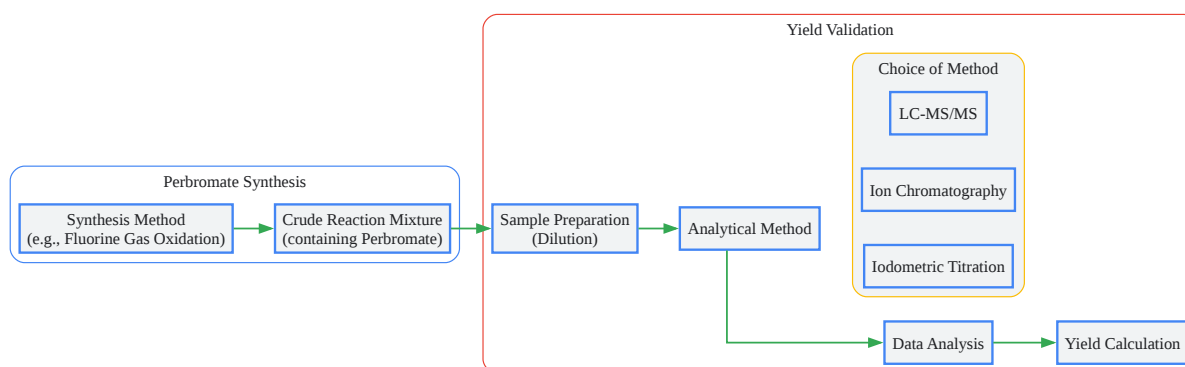 Yield Validation
Choice of Method
LC-MS/MS
Perbromate Synthesis
Ion Chromatography
Synthesis Method
(e.g., Fluorine Gas Oxidation)
Crude Reaction Mixture
(containing Perbromate)
Sample Preparation
(Dilution)
Analytical Method
Iodometric Titration
Data Analysis
Yield Calculation